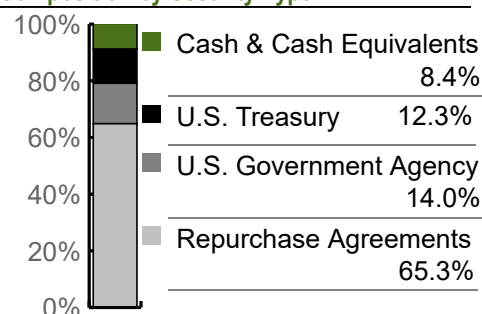 100%
80%
60%
40%
20%
0%
Cash & Cash Equivalents
8.4%
U.S. Treasury 12.3%
U.S. Government Agency
14.0%
Repurchase Agreements
65.3%